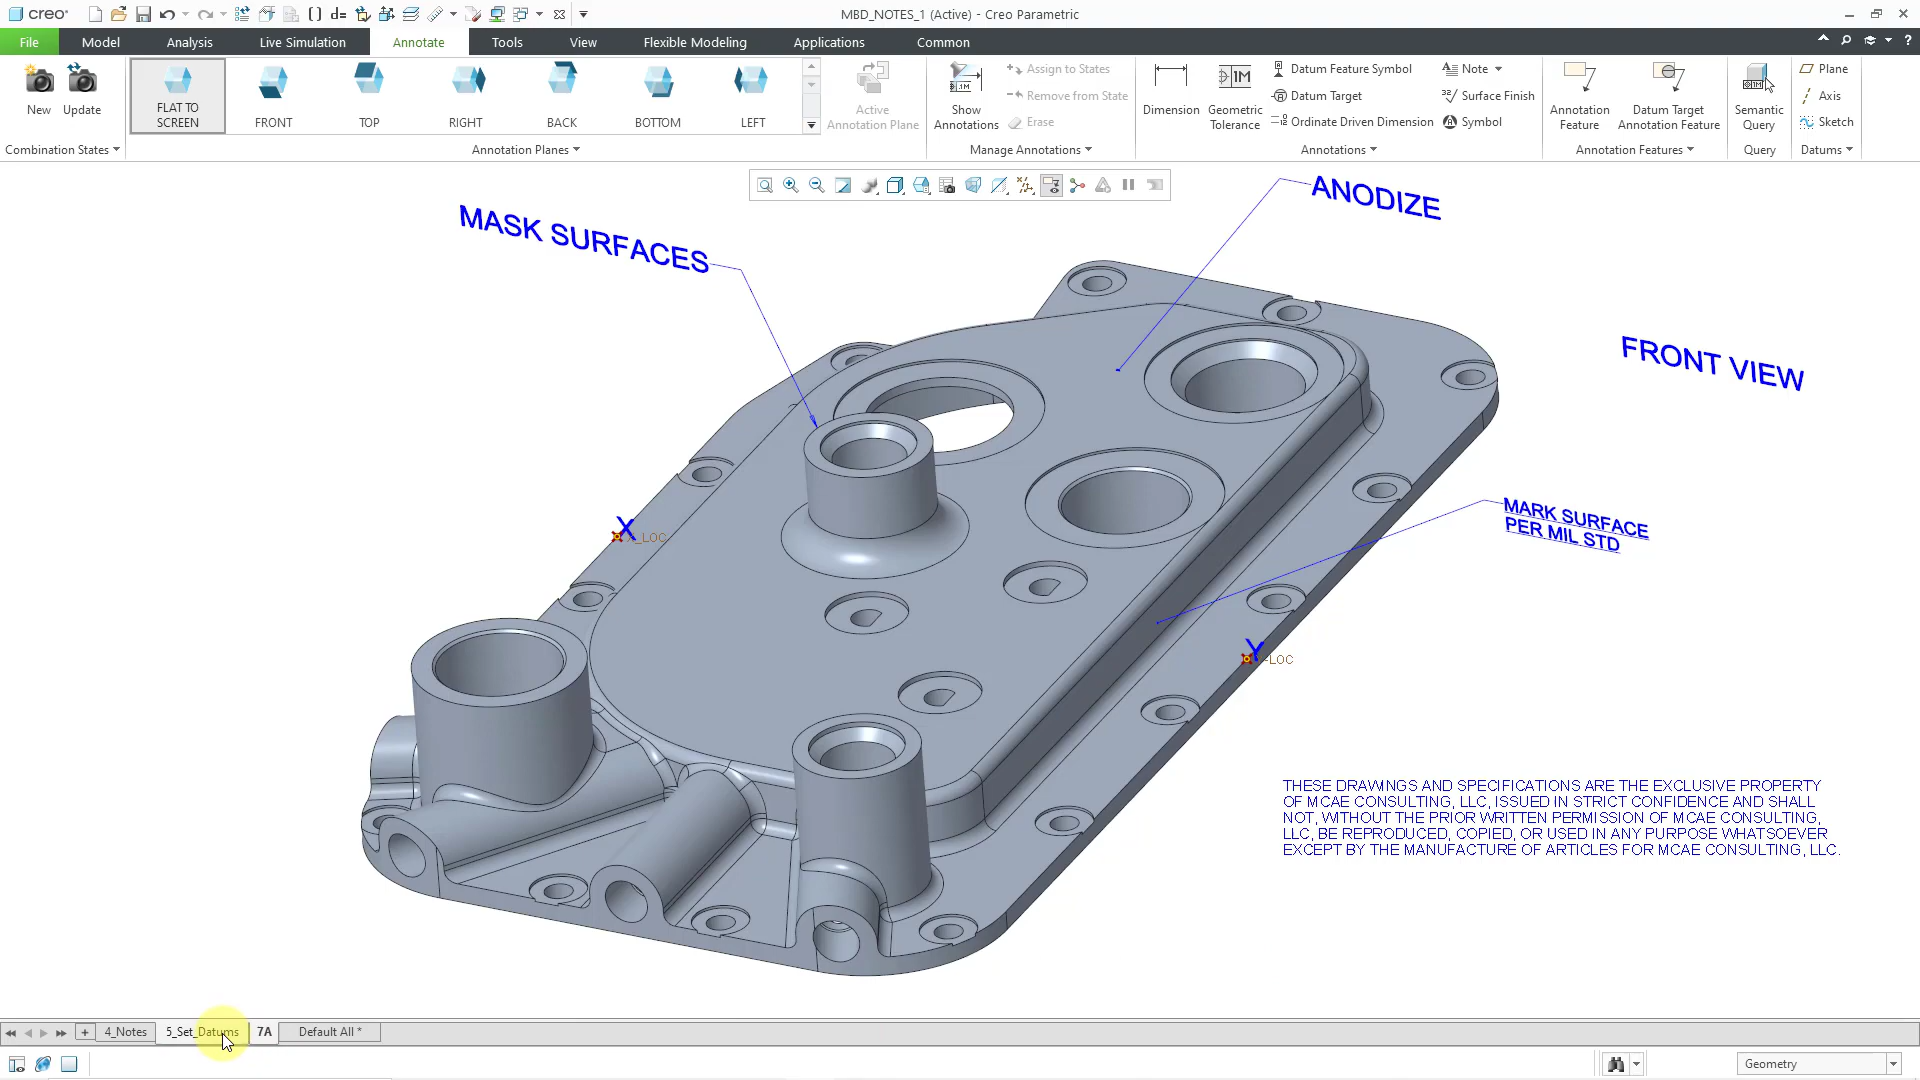 creo
MBD_NOTES_1 (Active) - Creo Parametric
File Model Analysis Live Simulation Annotate Tools View Flexible Modeling Applications Common
New
Update
Combination States
FLAT TO
SCREEN
FRONT
TOP
RIGHT
BACK
BOTTOM
LEFT
Annotation Planes
Active
Annotation Plane
Show
Annotations
Assign to States
Remove from State
Erase
Manage Annotations
Dimension
Geometric
Tolerance
Datum Feature Symbol
Datum Target
Ordinate Driven Dimension
Note
Surface Finish
Symbol
Annotations
Annotation
Feature
Datum Target
Annotation Feature
Annotation Features
Semantic
Query
Query
Plane
Axis
Sketch
Datums
MASK SURFACES
ANODIZE
FRONT VIEW
MARK SURFACE
PER MIL STD
X
X_LOC
Y
THESE DRAWINGS AND SPECIFICATIONS ARE THE EXCLUSIVE PROPERTY
OF MCAE CONSULTING, LLC, ISSUED IN STRICT CONFIDENCE AND SHALL
NOT, WITHOUT THE PRIOR WRITTEN PERMISSION OF MCAE CONSULTING,
LLC, BE REPRODUCED, COPIED, OR USED IN ANY PURPOSE WHATSOEVER
EXCEPT BY THE MANUFACTURE OF ARTICLES FOR MCAE CONSULTING, LLC.
4_Notes 5_Set_Datums 7A Default All *
Geometry